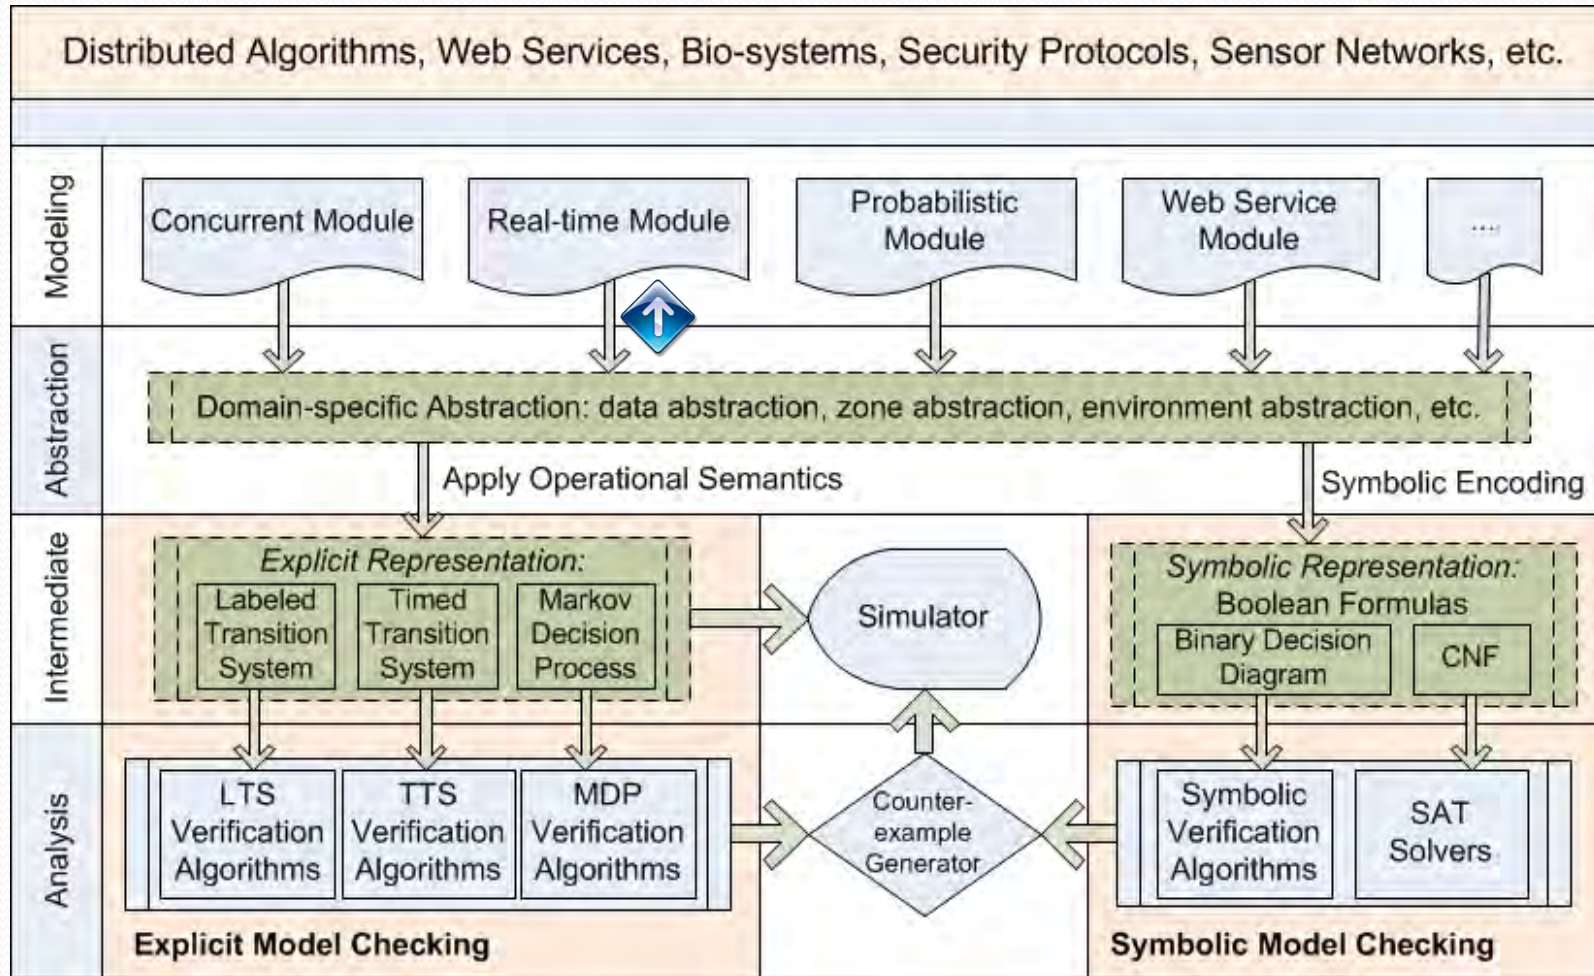 Distributed Algorithms, Web Services, Bio-systems, Security Protocols, Sensor Networks, etc.
Modeling
Concurrent Module
Real-time Module
Probabilistic
Module
Web Service
Module
....
Abstraction
Domain-specific Abstraction: data abstraction, zone abstraction, environment abstraction, etc.
Apply Operational Semantics
Symbolic Encoding
Intermediate
Explicit Representation:
Labeled
Transition
System
Timed
Transition
System
Markov
Decision
Process
Simulator
Symbolic Representation:
Boolean Formulas
Binary Decision
Diagram
CNF
Analysis
LTS
Verification
Algorithms
TTS
Verification
Algorithms
MDP
Verification
Algorithms
Counter-
example
Generator
Symbolic
Verification
Algorithms
SAT
Solvers
Explicit Model Checking
Symbolic Model Checking